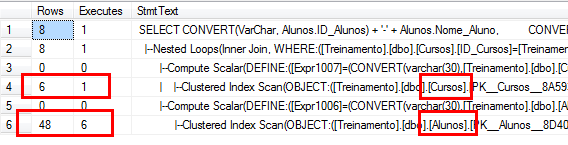 Rows Executes StmtText
1 8 1 SELECT CONVERT(VarChar, Alunos.ID_Alunos) + '-' + Alunos.Nome_Aluno, CONVER
2 8 1 |--Nested Loops(Inner Join, WHERE:([Treinamento].[dbo].[Cursos].[ID_Cursos]=[Treinamen
3 0 0 |--Compute Scalar(DEFINE:([Expr1007]=(CONVERT(varchar(30),[Treinamento].[dbo].[C
4 6 1 |--Clustered Index Scan(OBJECT:([Treinamento].[dbo].[Cursos].[PK__Cursos__8A59
5 0 0 |--Compute Scalar(DEFINE:([Expr1006]=(CONVERT(varchar(30),[Treinamento].[dbo].[
6 48 6 |--Clustered Index Scan(OBJECT:([Treinamento].[dbo].[Alunos].[PK__Alunos__8D40